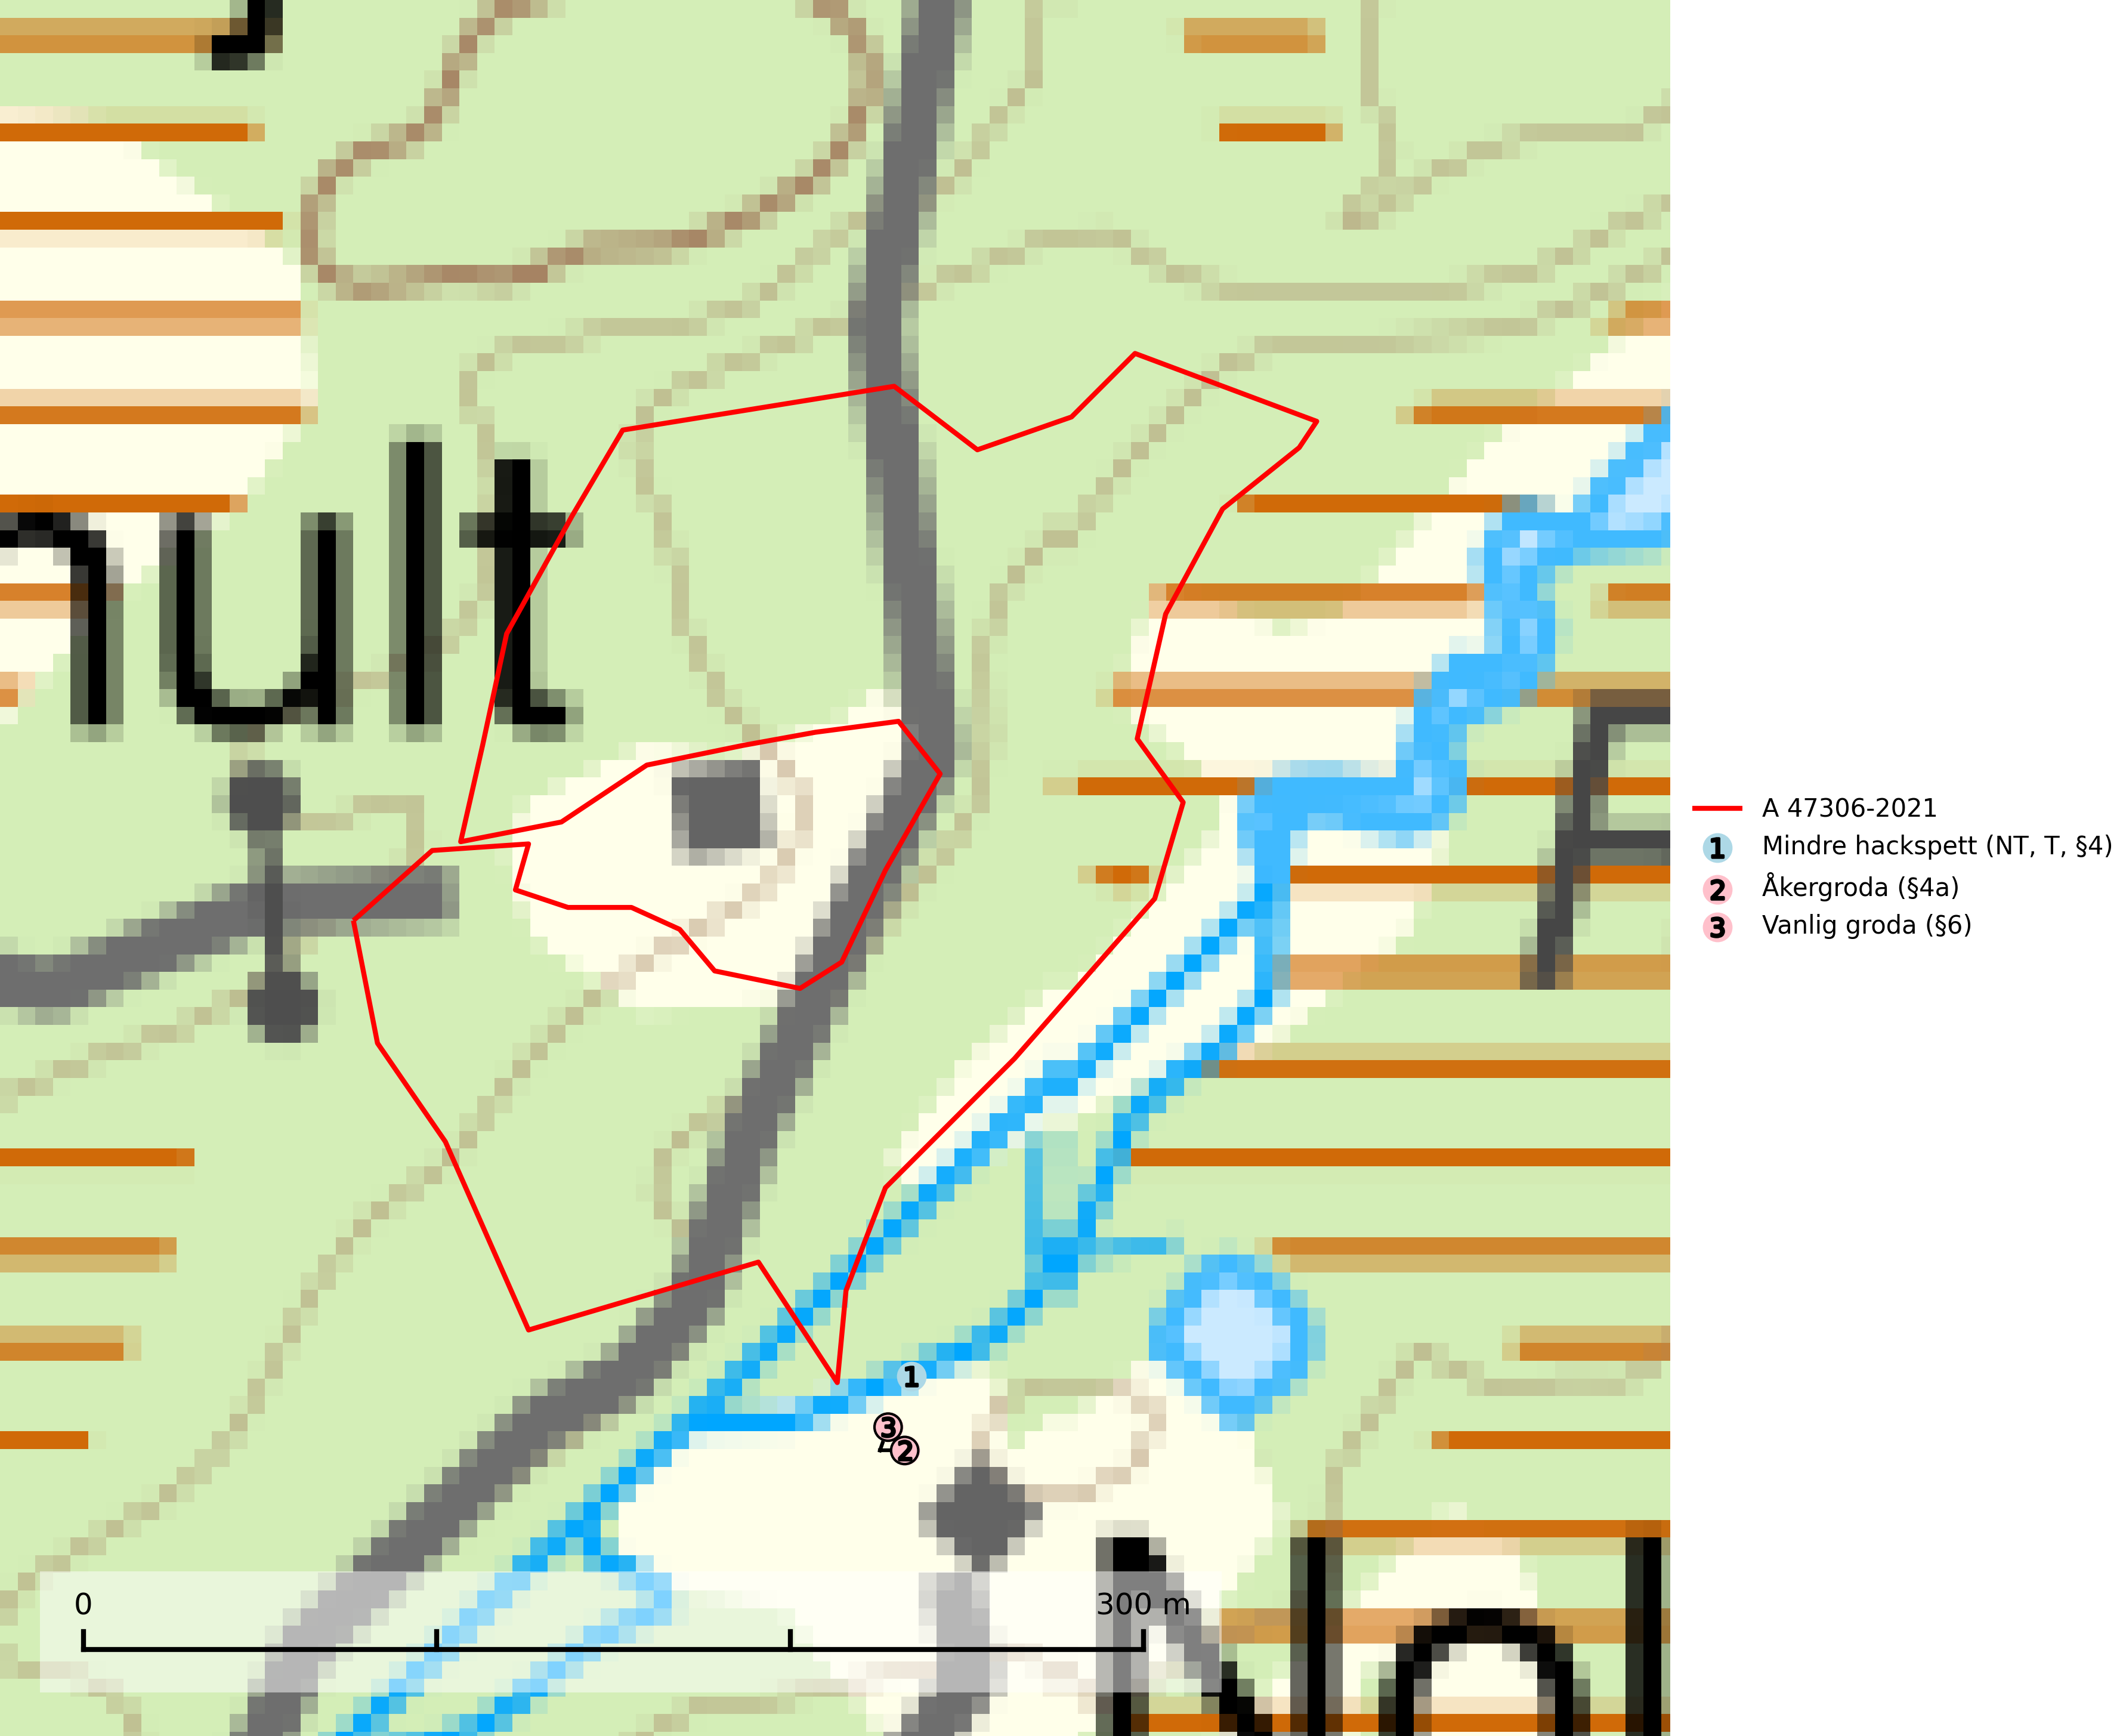 ult
A 47306-2021
1 Mindre hackspett (NT, T, §4)
2 Åkergroda (§4a)
3 Vanlig groda (§6)
1
3
2
0 300 m